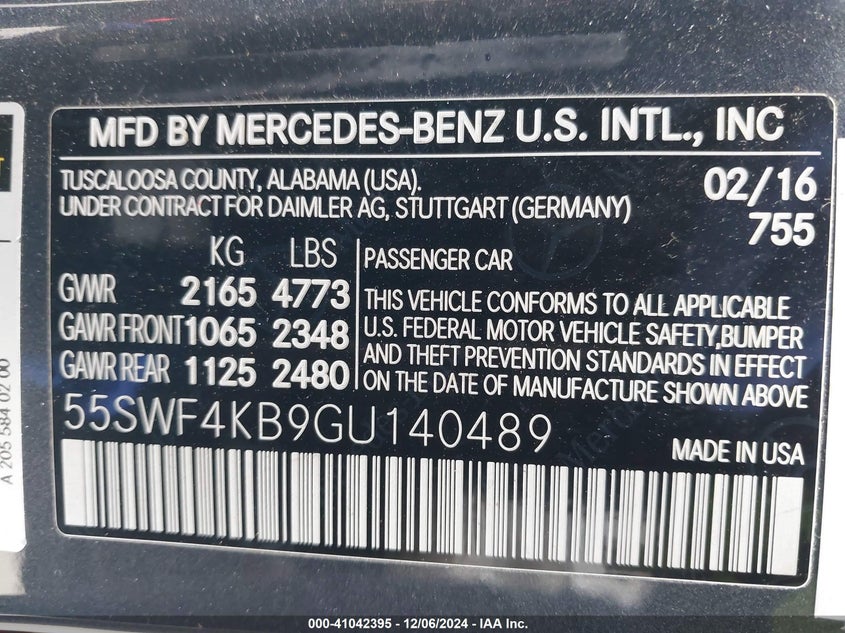 MFD BY MERCEDES-BENZ U.S. INTL., INC
TUSCALOOSA COUNTY, ALABAMA (USA).
UNDER CONTRACT FOR DAIMLER AG, STUTTGART (GERMANY)
02/16
755
KG LBS
GWR 2165 4773
GAWR FRONT 1065 2348
GAWR REAR 1125 2480
PASSENGER CAR
THIS VEHICLE CONFORMS TO ALL APPLICABLE
U.S. FEDERAL MOTOR VEHICLE SAFETY,BUMPER
AND THEFT PREVENTION STANDARDS IN EFFECT
ON THE DATE OF MANUFACTURE SHOWN ABOVE
55SWF4KB9GU140489
MADE IN USA
A 205 584 02 00
000-41042395 - 12/06/2024 - IAA Inc.